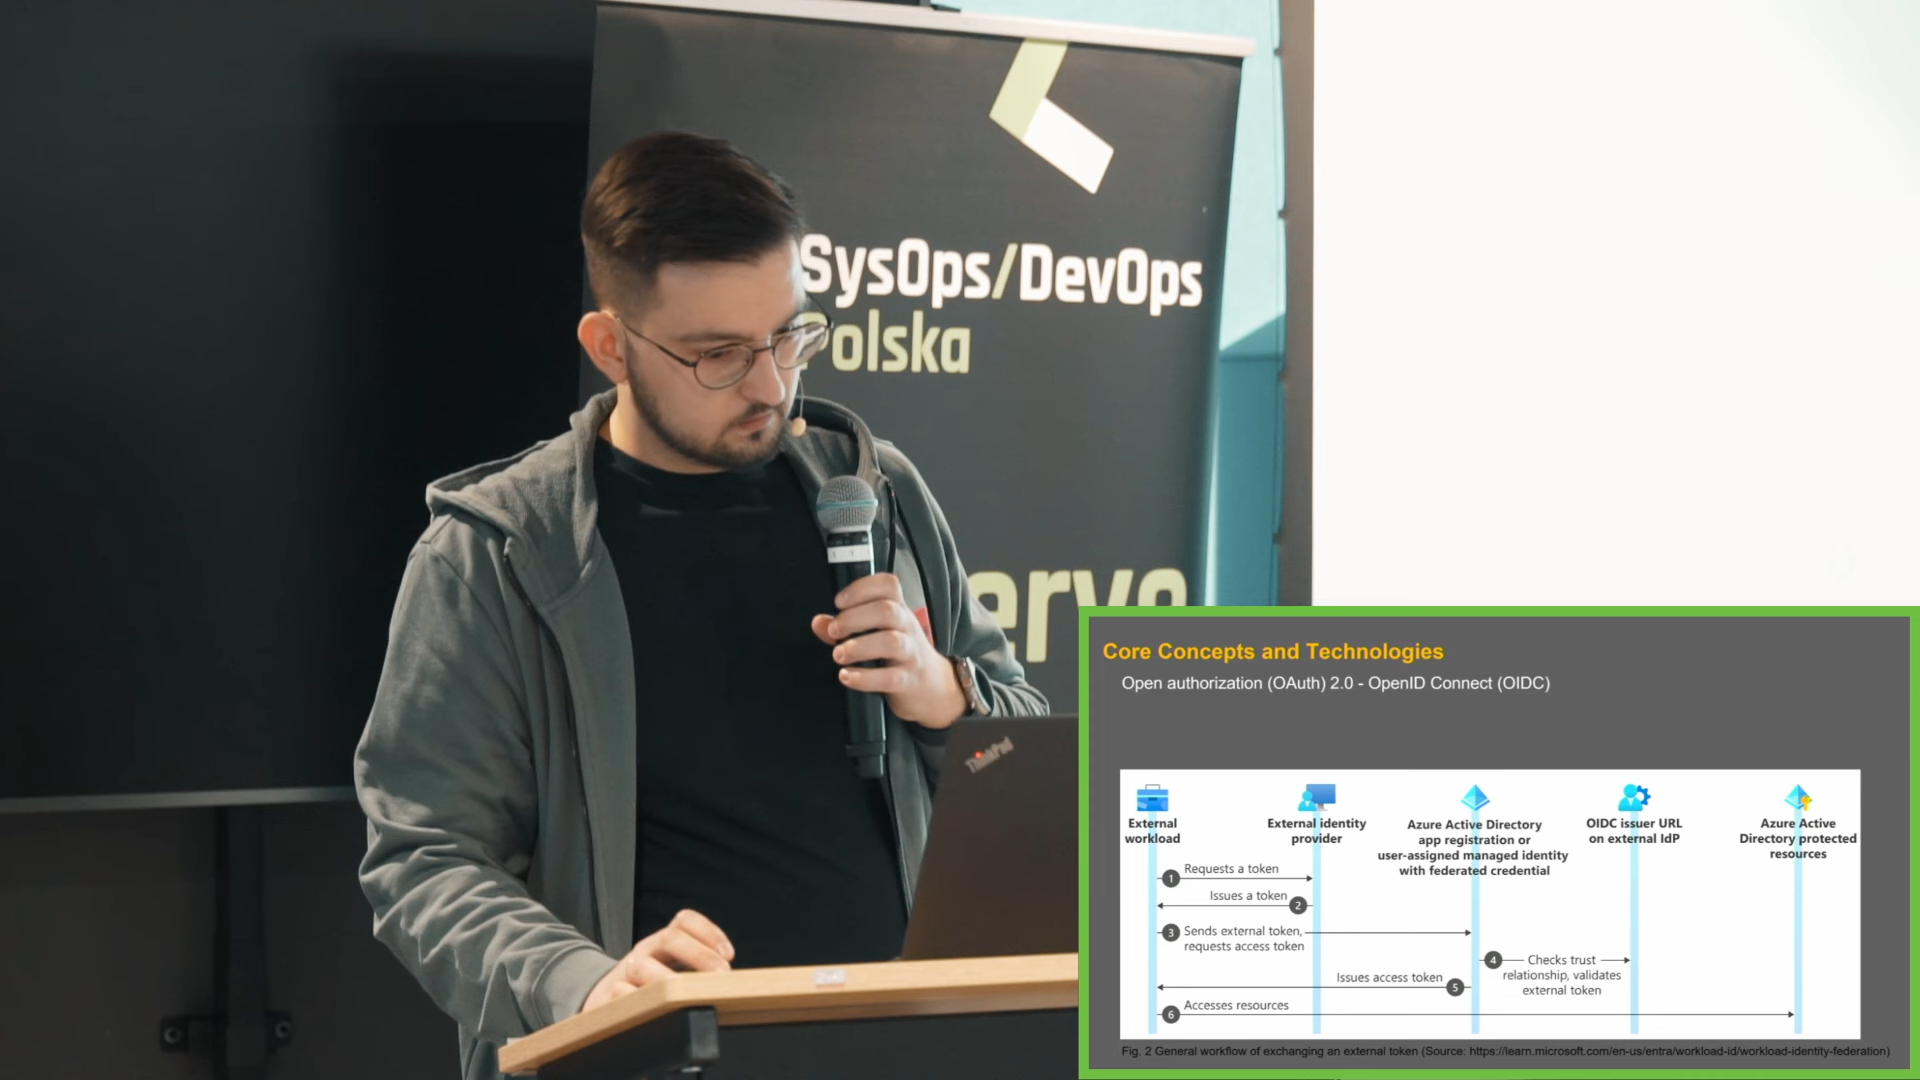 SysOps/DevOps
Polska
ThinkPad
Core Concepts and Technologies
Open authorization (OAuth) 2.0 - OpenID Connect (OIDC)
External workload
External identity provider
Azure Active Directory app registration or user-assigned managed identity with federated credential
OIDC issuer URL on external IdP
Azure Active Directory protected resources
1 Requests a token
Issues a token 2
3 Sends external token, requests access token
4 Checks trust relationship, validates external token
Issues access token 5
6 Accesses resources
Fig. 2 General workflow of exchanging an external token (Source: https://learn.microsoft.com/en-us/entra/workload-id/workload-identity-federation)